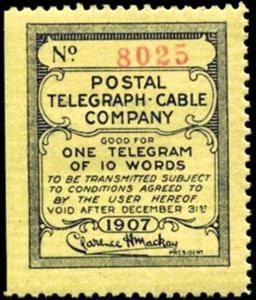 No. 8025
POSTAL
TELEGRAPH-CABLE
COMPANY
GOOD FOR
ONE TELEGRAM
OF 10 WORDS
TO BE TRANSMITTED SUBJECT
TO CONDITIONS AGREED TO
BY THE USER HEREOF.
VOID AFTER DECEMBER 31ST
1907
Clarence H Mackay
PRESIDENT